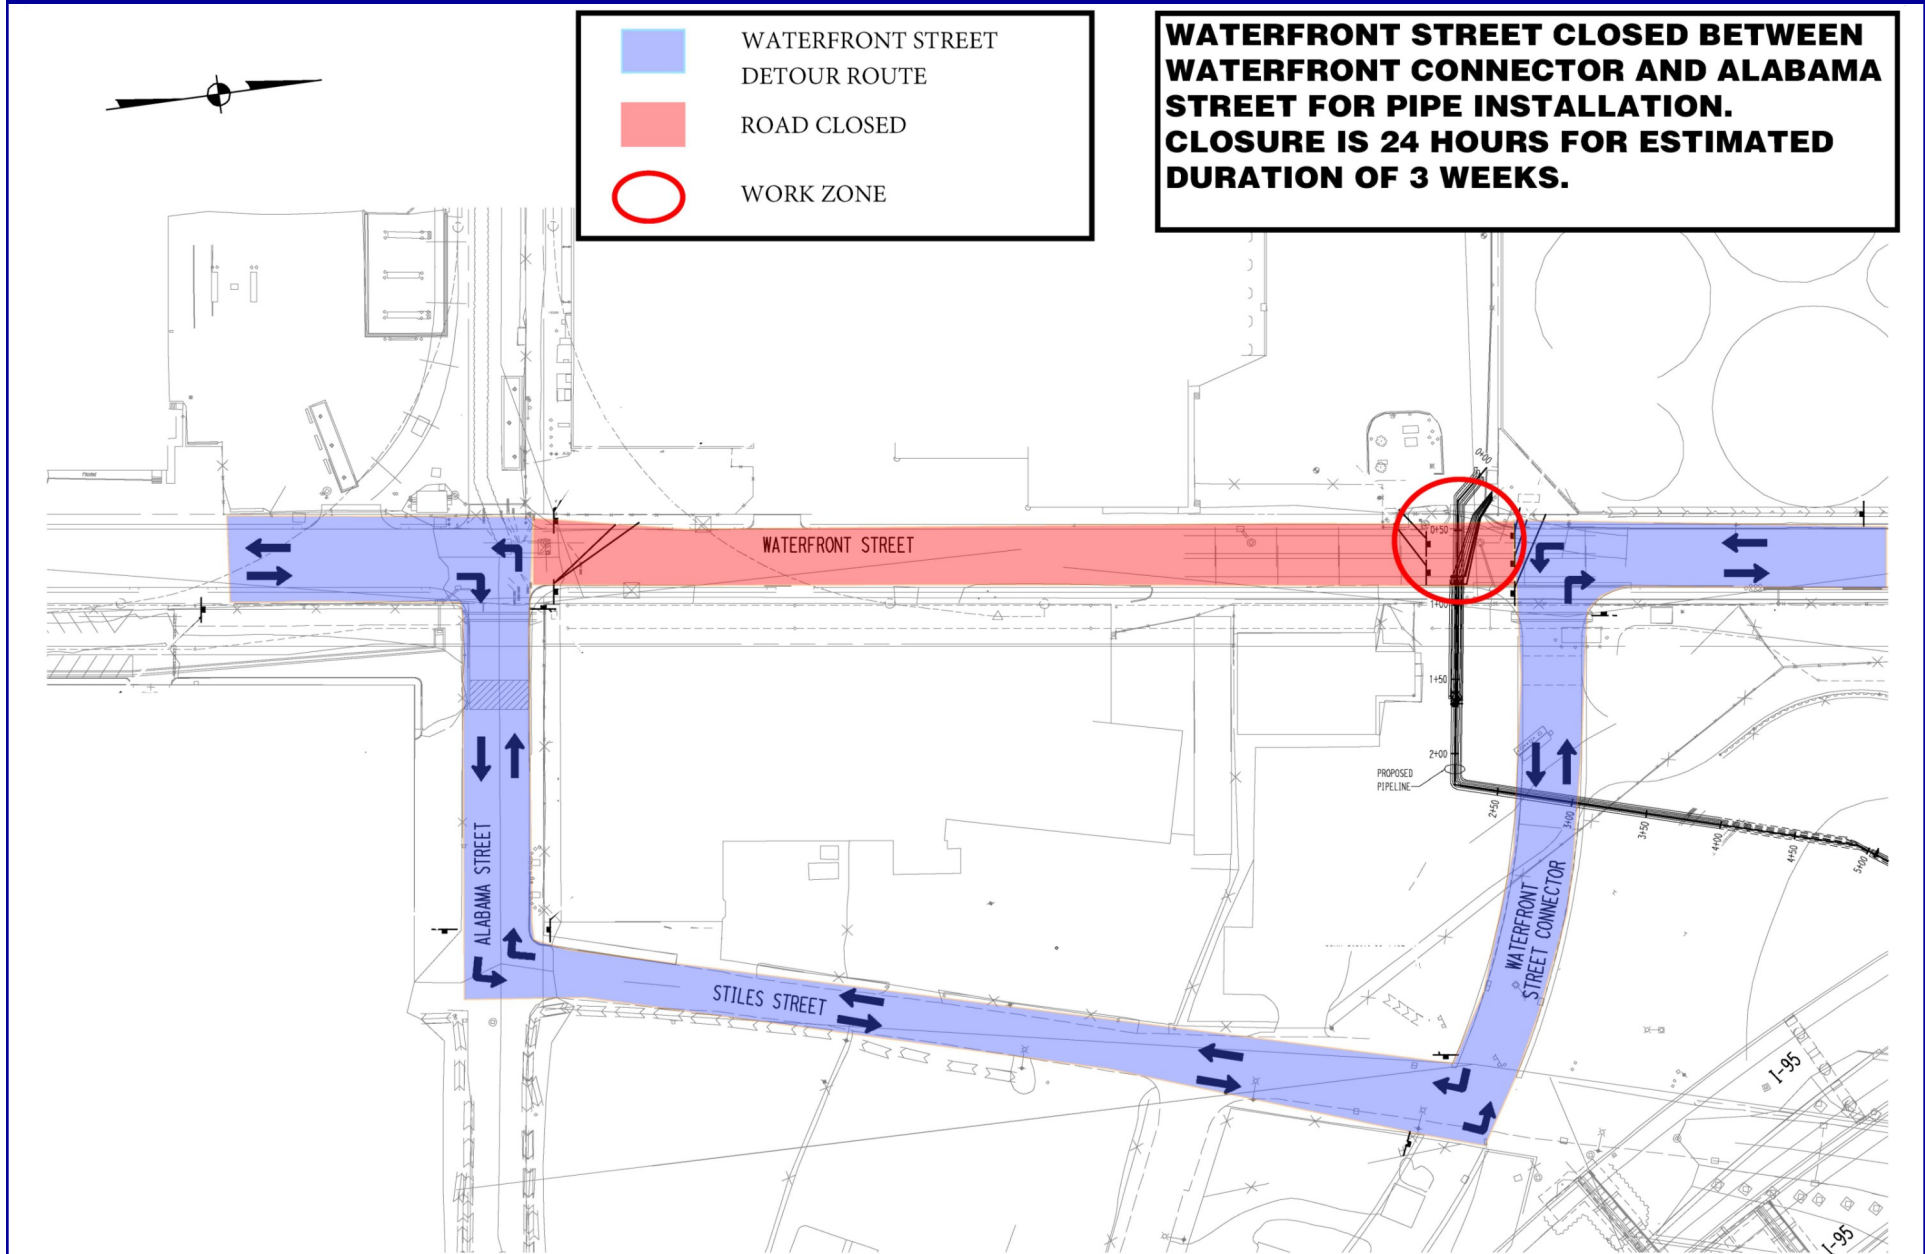 WATERFRONT STREET
DETOUR ROUTE
ROAD CLOSED
WORK ZONE
WATERFRONT STREET CLOSED BETWEEN
WATERFRONT CONNECTOR AND ALABAMA
STREET FOR PIPE INSTALLATION.
CLOSURE IS 24 HOURS FOR ESTIMATED
DURATION OF 3 WEEKS.
0+00
0+50
WATERFRONT STREET
1+00
1+50
2+00
PROPOSED
PIPELINE
2+50
3+00
3+50
4+00
4+50
5+00
ALABAMA STREET
WATERFRONT
STREET CONNECTOR
STILES STREET
I-95
I-95